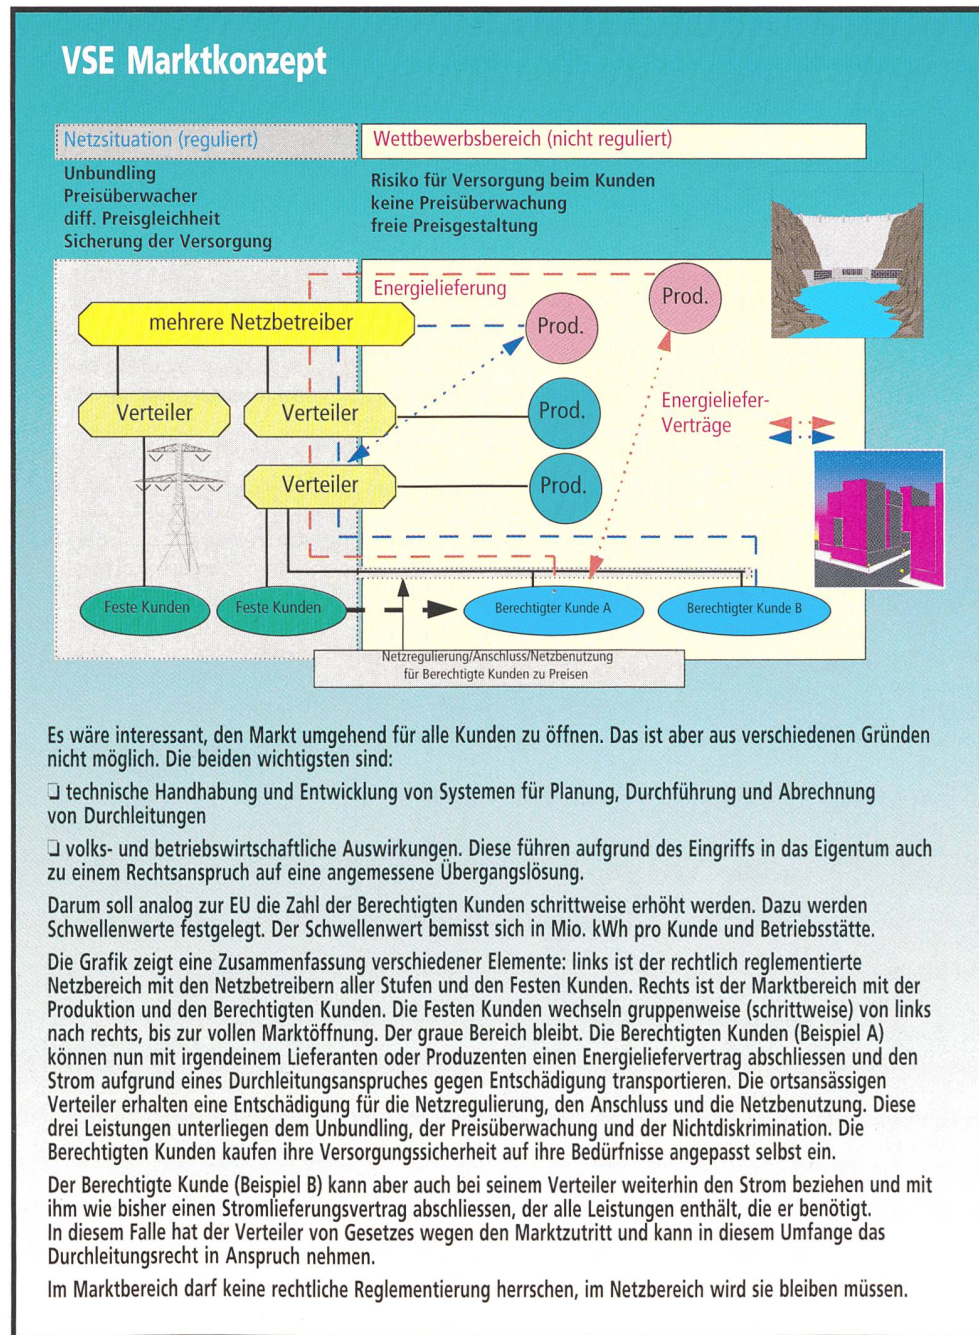 VSE Marktkonzept
Netzsituation (reguliert)
Wettbewerbsbereich (nicht reguliert)
Unbundling
Preisüberwacher
diff. Preisgleichheit
Sicherung der Versorgung
Risiko für Versorgung beim Kunden
keine Preisüberwachung
freie Preisgestaltung
Energielieferung
Prod.
mehrere Netzbetreiber
Prod.
Verteiler
Verteiler
Prod.
Energieliefer-
Verträge
Verteiler
Prod.
Feste Kunden
Feste Kunden
Berechtigter Kunde A
Berechtigter Kunde B
Netzregulierung/Anschluss/Netzbenutzung
für Berechtigte Kunden zu Preisen
Es wäre interessant, den Markt umgehend für alle Kunden zu öffnen. Das ist aber aus verschiedenen Gründen
nicht möglich. Die beiden wichtigsten sind:
❏ technische Handhabung und Entwicklung von Systemen für Planung, Durchführung und Abrechnung
von Durchleitungen
❏ volks- und betriebswirtschaftliche Auswirkungen. Diese führen aufgrund des Eingriffs in das Eigentum auch
zu einem Rechtsanspruch auf eine angemessene Übergangslösung.
Darum soll analog zur EU die Zahl der Berechtigten Kunden schrittweise erhöht werden. Dazu werden
Schwellenwerte festgelegt. Der Schwellenwert bemisst sich in Mio. kWh pro Kunde und Betriebsstätte.
Die Grafik zeigt eine Zusammenfassung verschiedener Elemente: links ist der rechtlich reglementierte
Netzbereich mit den Netzbetreibern aller Stufen und den Festen Kunden. Rechts ist der Marktbereich mit der
Produktion und den Berechtigten Kunden. Die Festen Kunden wechseln gruppenweise (schrittweise) von links
nach rechts, bis zur vollen Marktöffnung. Der graue Bereich bleibt. Die Berechtigten Kunden (Beispiel A)
können nun mit irgendeinem Lieferanten oder Produzenten einen Energieliefervertrag abschliessen und den
Strom aufgrund eines Durchleitungsanspruches gegen Entschädigung transportieren. Die ortsansässigen
Verteiler erhalten eine Entschädigung für die Netzregulierung, den Anschluss und die Netzbenutzung. Diese
drei Leistungen unterliegen dem Unbundling, der Preisüberwachung und der Nichtdiskrimination. Die
Berechtigten Kunden kaufen ihre Versorgungssicherheit auf ihre Bedürfnisse angepasst selbst ein.
Der Berechtigte Kunde (Beispiel B) kann aber auch bei seinem Verteiler weiterhin den Strom beziehen und mit
ihm wie bisher einen Stromlieferungsvertrag abschliessen, der alle Leistungen enthält, die er benötigt.
In diesem Falle hat der Verteiler von Gesetzes wegen den Marktzutritt und kann in diesem Umfange das
Durchleitungsrecht in Anspruch nehmen.
Im Marktbereich darf keine rechtliche Reglementierung herrschen, im Netzbereich wird sie bleiben müssen.